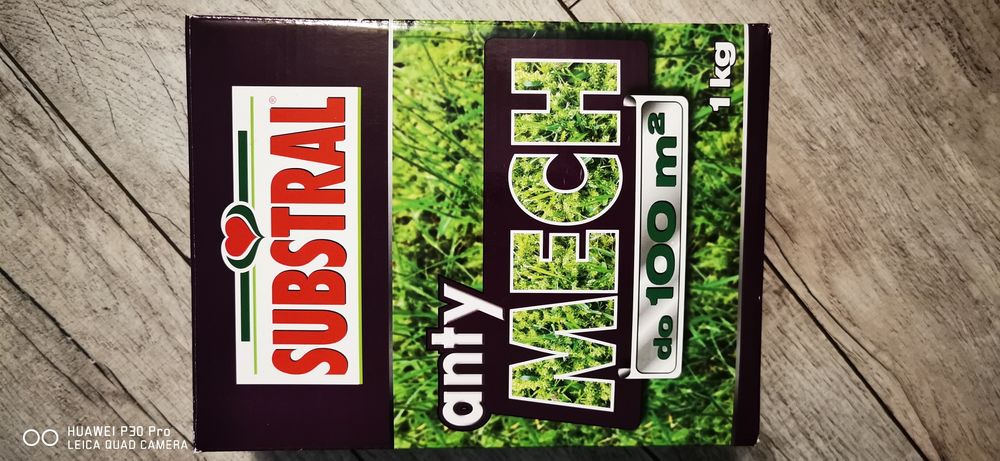 SUBSTRAL®
anty
MECH
do 100 m²
1 kg
HUAWEI P30 Pro
LEICA QUAD CAMERA